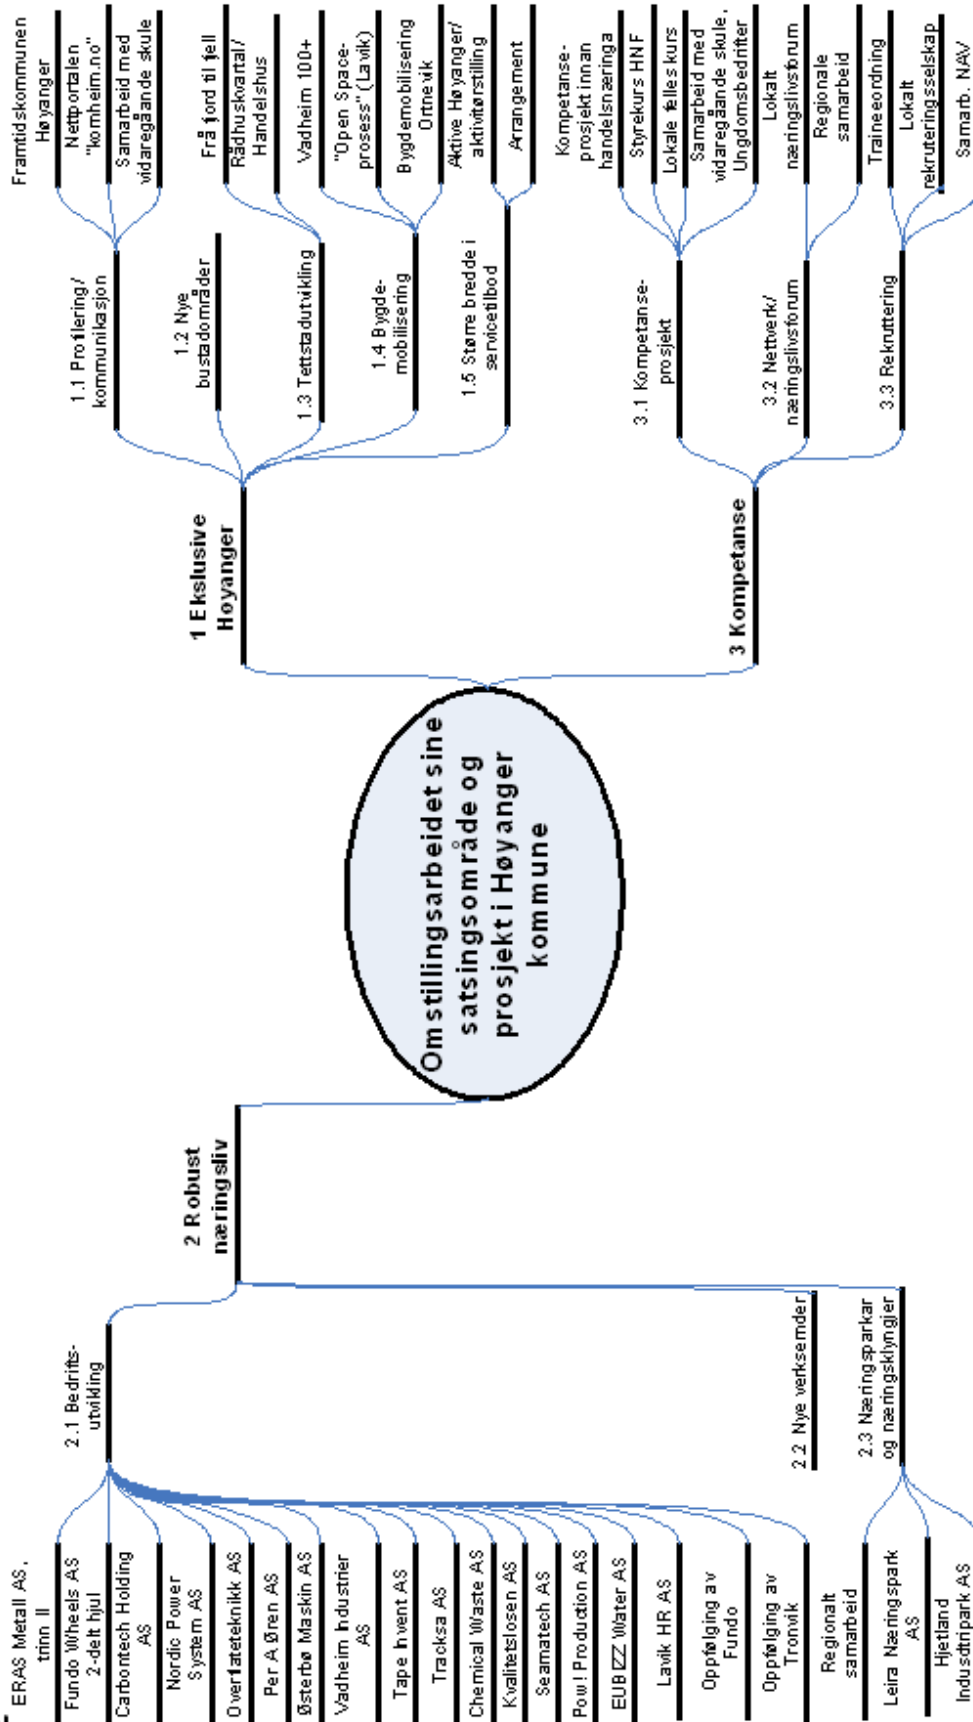 Omstillingsarbeidet sine
satsingsområde og
prosjekt i Høyanger
kommune
1 Ekslusive
Høyanger
1.1 Profilering/
kommunikasjon
Framtidskommunen
Høyanger
Nettportalen
"komheim.no"
Samarbeid med
vidaregåande skule
1.2 Nye
bustadområder
1.3 Tettstadutvikling
Frå fjord til fjell
Rådhuskvartal/
Handelshus
Vadheim 100+
1.4 Bygde-
mobilisering
"Open Space-
prosess" (Lavik)
Bygdemobilisering
Ortnevik
1.5 Større bredde i
servicetilbod
Aktive Høyanger/
aktivitørstilling
Arrangement
3 Kompetanse
3.1 Kompetanse-
prosjekt
Kompetanse-
prosjekt innan
handelsnæringa
Styrekurs HNF
Lokale felles kurs
Samarbeid med
vidaregåande skule,
Ungdomsbedrifter
3.2 Nettverk/
næringslivsforum
Lokalt
næringslivsforum
Regionale
samarbeid
3.3 Rekruttering
Traineeordning
Lokalt
rekruteringsselskap
Samarb. NAV
2 Robust
næringsliv
2.1 Bedrifts-
utvikling
ERAS Metall AS,
trinn II
Fundo Wheels AS
2-delt hjul
Carbontech Holding
AS
Nordic Power
System AS
Overflateteknikk AS
Per A Øren AS
Østerbø Maskin AS
Vadheim Industrier
AS
Tape Invent AS
Tracksa AS
Chemical Waste AS
Kvalitetslosen AS
Seamatech AS
Pow! Production AS
EUBIZZ Water AS
Lavik HR AS
Oppfølging av
Fundo
Oppfølging av
Tronvik
2.2 Nye verksemder
2.3 Næringsparkar
og næringsklyngjer
Regionalt
samarbeid
Leira Næringspark
AS
Hjetland
Indusdtripark AS